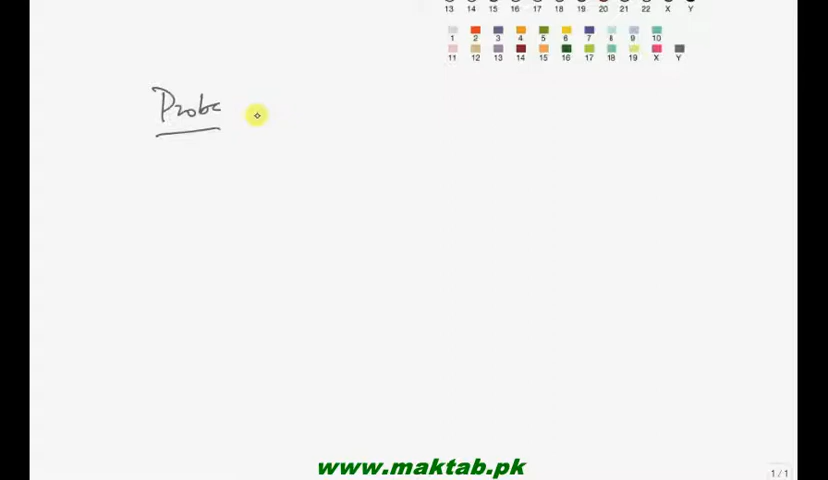 13 14 15 16 17 18 19 20 21 22 X Y
1 2 3 4 5 6 7 8 9 10
11 12 13 14 15 16 17 18 19 X Y
Probe
www.maktab.pk
1 / 1